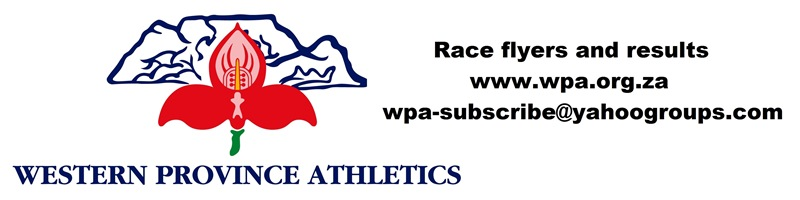 Race flyers and results
www.wpa.org.za
wpa-subscribe@yahoogroups.com
WESTERN PROVINCE ATHLETICS